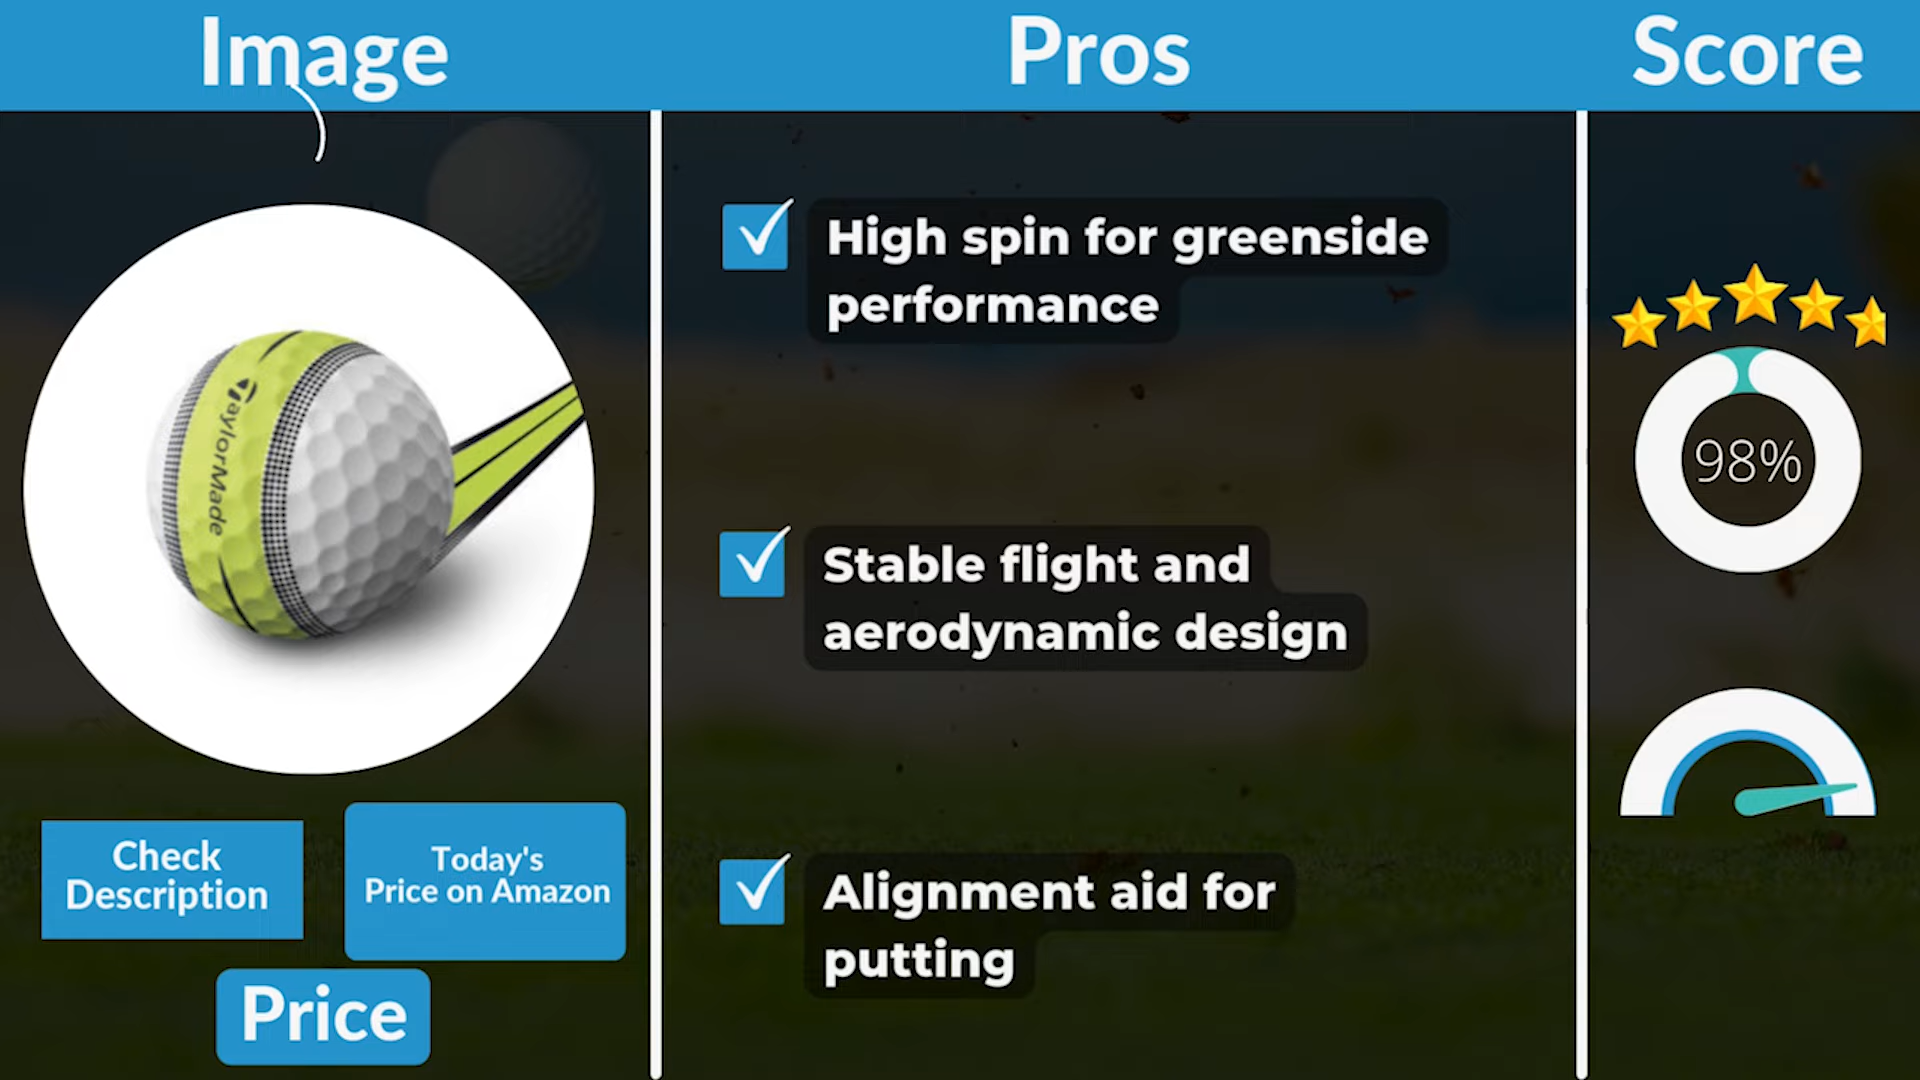 Image
Pros
Score
TaylorMade
High spin for greenside
performance
Stable flight and
aerodynamic design
Alignment aid for
putting
98%
Check
Description
Today's
Price on Amazon
Price